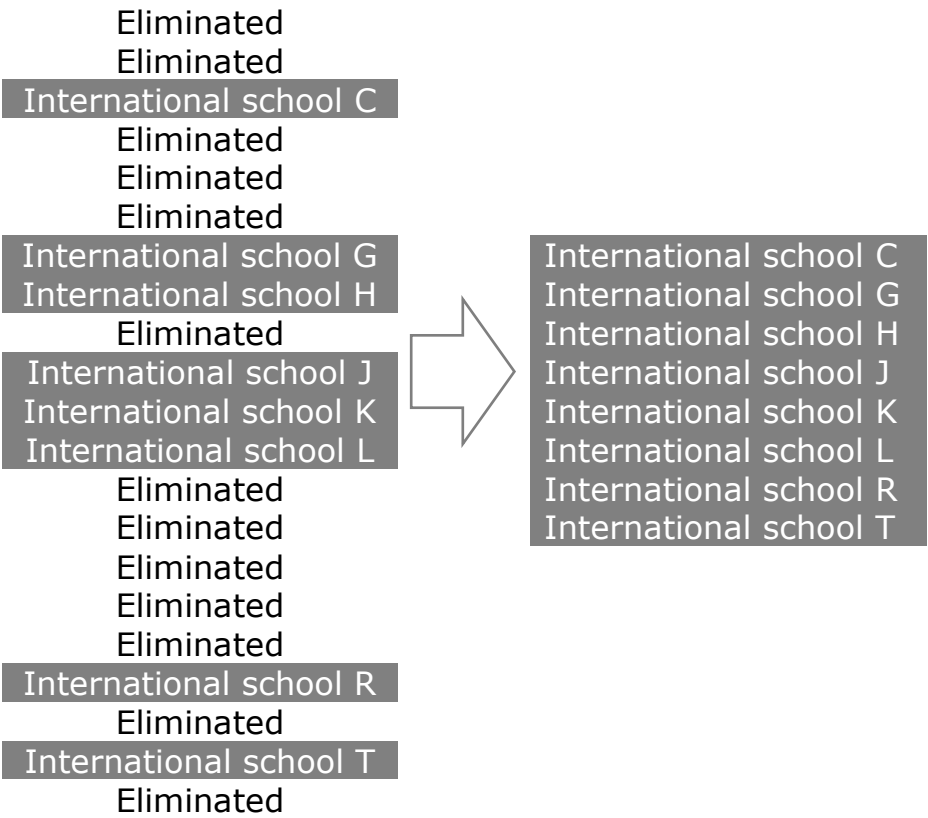 Eliminated
Eliminated
International school C
Eliminated
Eliminated
Eliminated
International school G
International school H
Eliminated
International school J
International school K
International school L
Eliminated
Eliminated
Eliminated
Eliminated
Eliminated
International school R
Eliminated
International school T
Eliminated
International school C
International school G
International school H
International school J
International school K
International school L
International school R
International school T